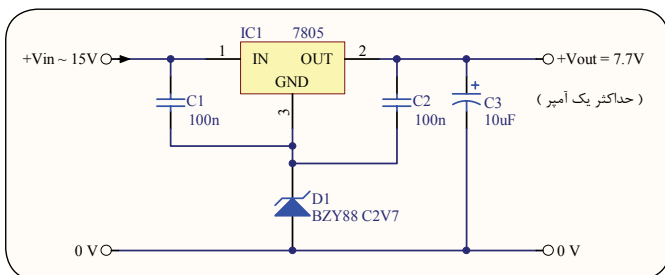 IC1 7805
+Vin ~ 15V 1 IN OUT 2 +Vout = 7.7V
GND
C1
100n
3
C2
100n
+
C3
10uF
( حداکثر یک آمپر )
D1
BZY88 C2V7
0 V 0 V